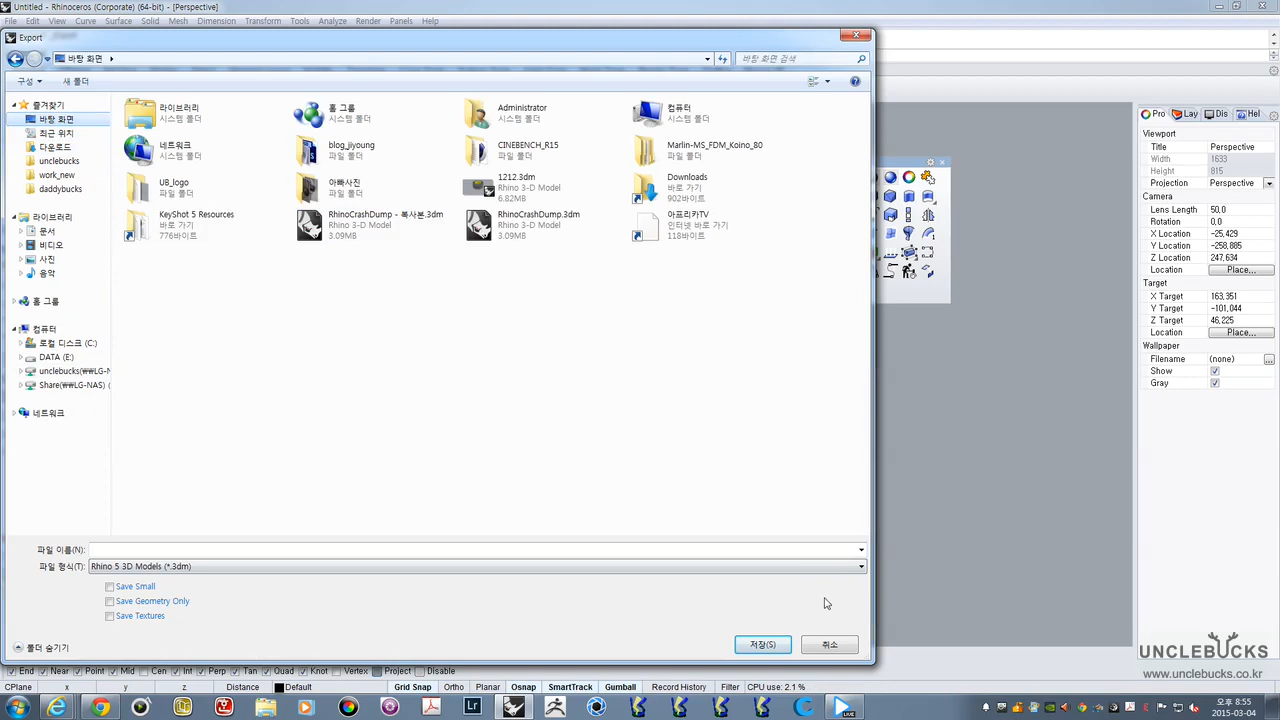 Untitled - Rhinoceros (Corporate) (64-bit) - [Perspective]
File Edit View Curve Surface Solid Mesh Dimension Transform Tools Analyze Render Panels Help
Export
바탕 화면
바탕 화면 검색
구성
새 폴더
즐겨찾기
바탕 화면
최근 위치
다운로드
unclebucks
work_new
daddybucks
라이브러리
문서
비디오
사진
음악
홈 그룹
컴퓨터
로컬 디스크 (C:)
DATA (E:)
unclebucks(₩₩LG-N
Share(₩₩LG-NAS) (
네트워크
라이브러리
시스템 폴더
홈 그룹
시스템 폴더
Administrator
시스템 폴더
컴퓨터
시스템 폴더
네트워크
시스템 폴더
blog_jiyoung
파일 폴더
CINEBENCH_R15
파일 폴더
Marlin-MS_FDM_Koino_80
파일 폴더
UB_logo
파일 폴더
아빠사진
파일 폴더
1212.3dm
Rhino 3-D Model
6.82MB
Downloads
바로 가기
902바이트
KeyShot 5 Resources
바로 가기
776바이트
RhinoCrashDump - 복사본.3dm
Rhino 3-D Model
3.09MB
RhinoCrashDump.3dm
Rhino 3-D Model
3.09MB
아프리카TV
인터넷 바로 가기
118바이트
파일 이름(N):
파일 형식(T): Rhino 5 3D Models (*.3dm)
Save Small
Save Geometry Only
Save Textures
폴더 숨기기
저장(S)
취소
Pro Lay Dis Hel
Viewport
Title Perspective
Width 1633
Height 815
Projection Perspective
Camera
Lens Length 50,0
Rotation 0,0
X Location -25,429
Y Location -258,885
Z Location 247,634
Location Place...
Target
X Target 163,351
Y Target -101,044
Z Target 46,225
Location Place...
Wallpaper
Filename (none) ...
Show
Gray
UNCLEBUCKS
www.unclebucks.co.kr
End Near Point Mid Cen Int Perp Tan Quad Knot Vertex Project Disable
CPlane x y z Distance Default Grid Snap Ortho Planar Osnap SmartTrack Gumball Record History Filter CPU use: 2.1 %
Lr
LIVE
오후 8:55
2015-03-04